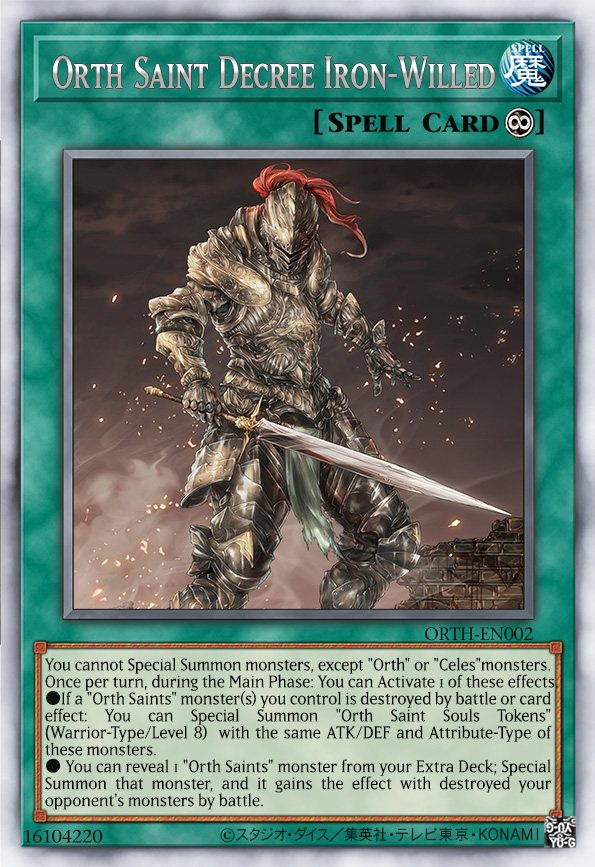 ORTH SAINT DECREE IRON-WILLED
SPELL
魔
[SPELL CARD]
ORTH-EN002
You cannot Special Summon monsters, except "Orth" or "Celes"monsters.
Once per turn, during the Main Phase: You can Activate 1 of these effects.
●If a "Orth Saints" monster(s) you control is destroyed by battle or card
effect: You can Special Summon "Orth Saint Souls Tokens"
(Warrior-Type/Level 8) with the same ATK/DEF and Attribute-Type of
these monsters.
● You can reveal 1 "Orth Saints" monster from your Extra Deck; Special
Summon that monster, and it gains the effect with destroyed your
opponent's monsters by battle.
16104220
©スタジオ・ダイス／集英社・テレビ東京・KONAMI